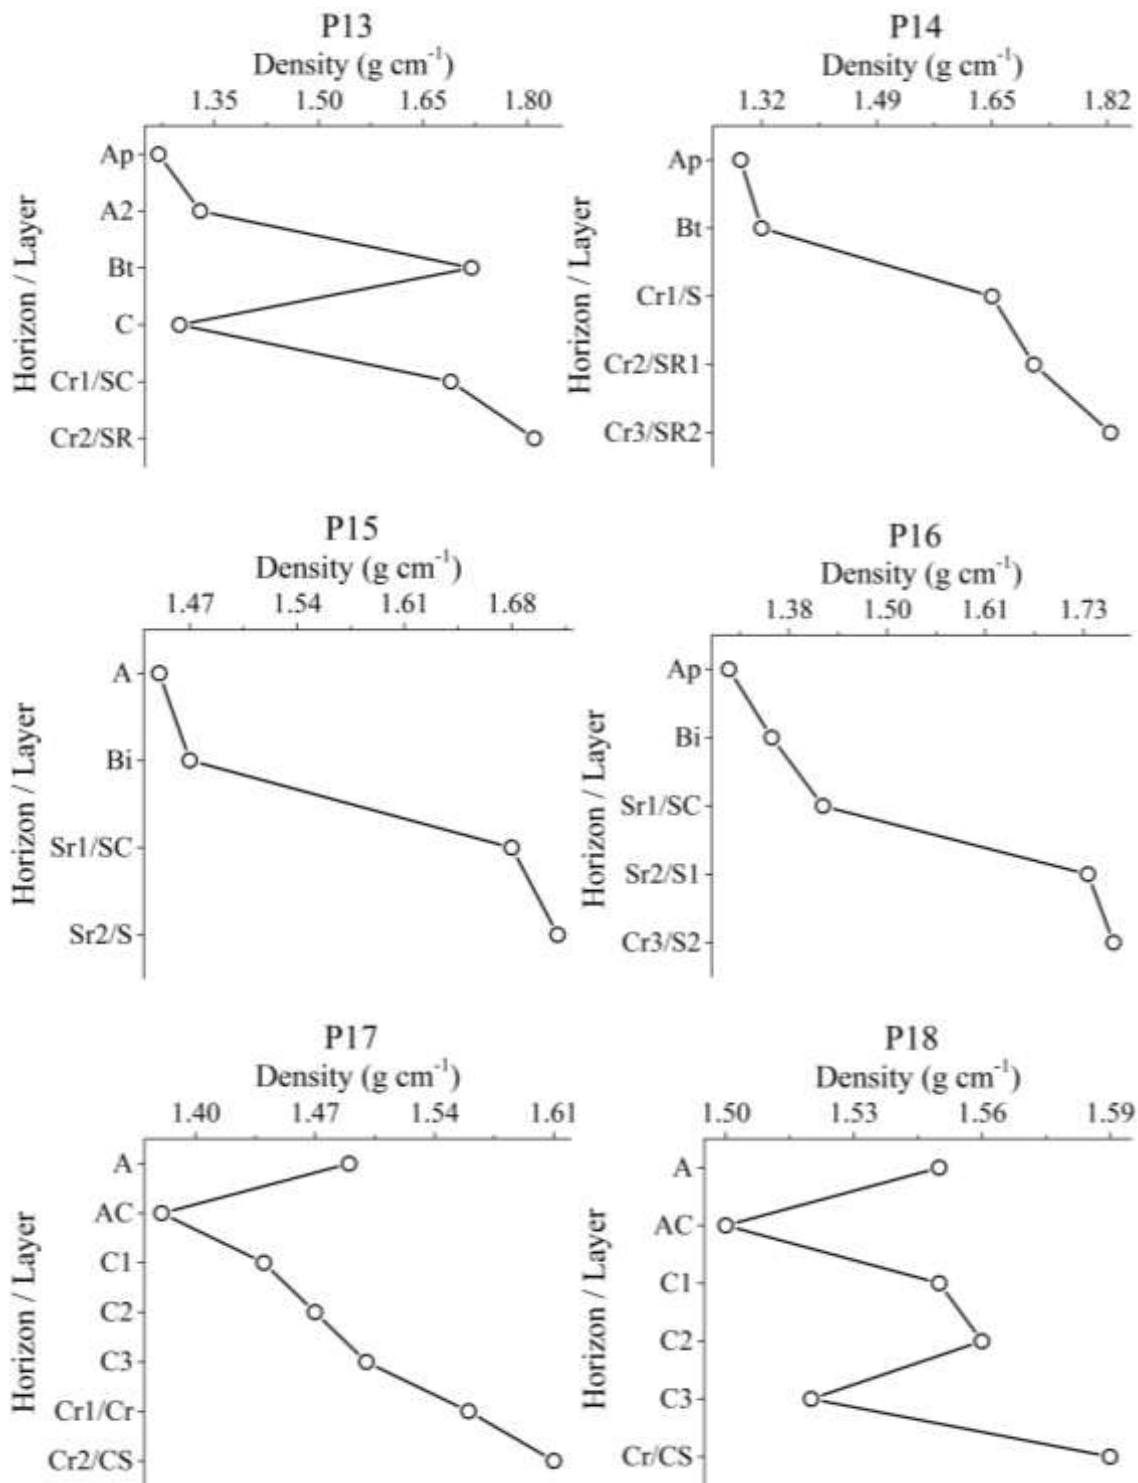 P13
Density (g cm⁻¹)
1.35 1.50 1.65 1.80
Horizon / Layer
Ap
A2
Bt
C
Cr1/SC
Cr2/SR
P14
Density (g cm⁻¹)
1.32 1.49 1.65 1.82
Horizon / Layer
Ap
Bt
Cr1/S
Cr2/SR1
Cr3/SR2
P15
Density (g cm⁻¹)
1.47 1.54 1.61 1.68
Horizon / Layer
A
Bi
Sr1/SC
Sr2/S
P16
Density (g cm⁻¹)
1.38 1.50 1.61 1.73
Horizon / Layer
Ap
Bi
Sr1/SC
Sr2/S1
Cr3/S2
P17
Density (g cm⁻¹)
1.40 1.47 1.54 1.61
Horizon / Layer
A
AC
C1
C2
C3
Cr1/Cr
Cr2/CS
P18
Density (g cm⁻¹)
1.50 1.53 1.56 1.59
Horizon / Layer
A
AC
C1
C2
C3
Cr/CS